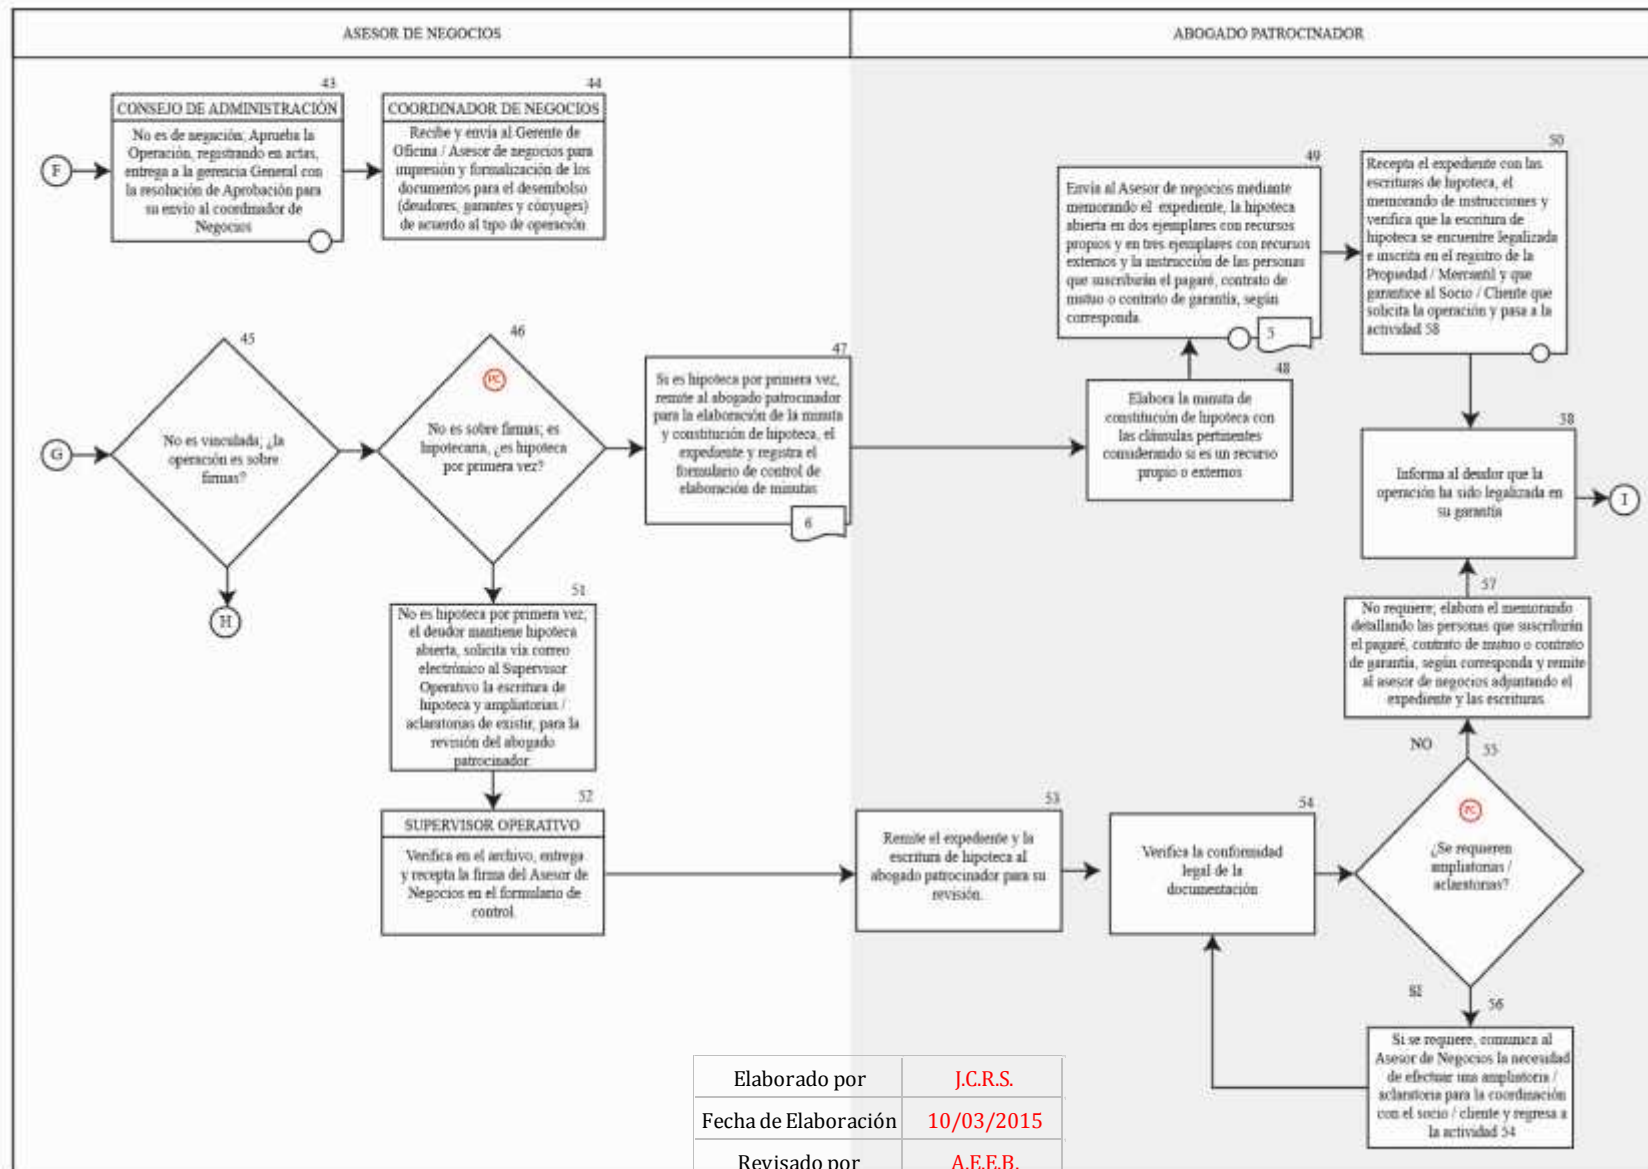 ASESOR DE NEGOCIOS
ABOGADO PATROCINADOR
43
CONSEJO DE ADMINISTRACIÓN
No es de negación; Aprueba la
Operación, registrando en actas,
entrega a la gerencia General con
la resolución de Aprobación para
su envío al coordinador de
Negocios
44
COORDINADOR DE NEGOCIOS
Recibe y envía al Gerente de
Oficina / Asesor de negocios para
impresión y formalización de los
documentos para el desembolso
(deudores, garantes y cónyuges)
de acuerdo al tipo de operación
F
49
Envía al Asesor de negocios mediante
memorando el expediente, la hipoteca
abierta en dos ejemplares con recursos
propios y en tres ejemplares con recursos
externos y la instrucción de las personas
que suscribirán el pagaré, contrato de
mutuo o contrato de garantía, según
corresponda.
5
50
Recepta el expediente con las
escrituras de hipoteca, el
memorando de instrucciones y
verifica que la escritura de
hipoteca se encuentre legalizada
e inscrita en el registro de la
Propiedad / Mercantil y que
garantice al Socio / Cliente que
solicita la operación y pasa a la
actividad 58
G
45
No es vinculada; ¿la
operación es sobre
firmas?
H
46
PC
No es sobre firmas; es
hipotecaria, ¿es hipoteca
por primera vez?
47
Si es hipoteca por primera vez,
remite al abogado patrocinador
para la elaboración de la minuta
y constitución de hipoteca, el
expediente y registra el
formulario de control de
elaboración de minutas
6
48
Elabora la minuta de
constitución de hipoteca con
las cláusulas pertinentes
considerando si es un recurso
propio o externos
58
Informa al deudor que la
operación ha sido legalizada en
su garantía
I
51
No es hipoteca por primera vez;
el deudor mantiene hipoteca
abierta, solicita vía correo
electrónico al Supervisor
Operativo la escritura de
hipoteca y ampliatorias /
aclaratorias de existir, para la
revisión del abogado
patrocinador
57
No requiere; elabora el memorando
detallando las personas que suscribirán
el pagaré, contrato de mutuo o contrato
de garantía, según corresponda y remite
al asesor de negocios adjuntando el
expediente y las escrituras
52
SUPERVISOR OPERATIVO
Verifica en el archivo, entrega
y recepta la firma del Asesor de
Negocios en el formulario de
control.
53
Remite el expediente y la
escritura de hipoteca al
abogado patrocinador para su
revisión.
54
Verifica la conformidad
legal de la
documentación
NO
55
PC
¿Se requieren
ampliatorias /
aclaratorias?
SI
56
Si se requiere, comunica al
Asesor de Negocios la necesidad
de efectuar una ampliatoria /
aclaratoria para la coordinación
con el socio / cliente y regresa a
la actividad 54
Elaborado por J.C.R.S.
Fecha de Elaboración 10/03/2015
Revisado por A.E.E.B.